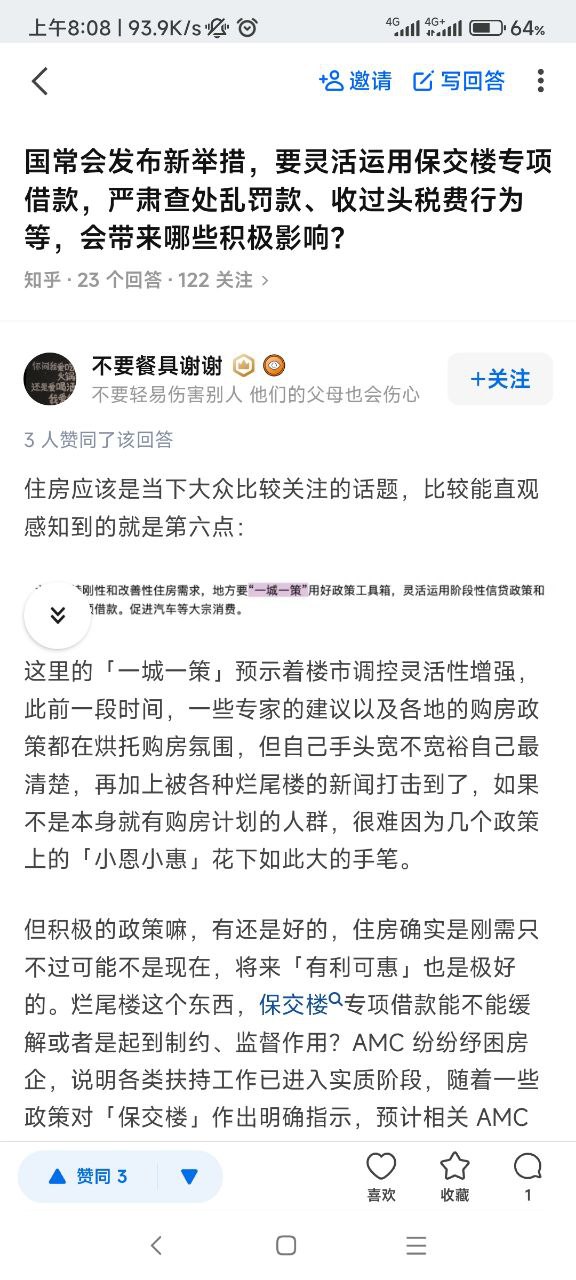 上午8:08 | 93.9K/s
4G 4G+ 64%
邀请 写回答
国常会发布新举措，要灵活运用保交楼专项
借款，严肃查处乱罚款、收过头税费行为
等，会带来哪些积极影响？
知乎 · 23 个回答 · 122 关注 >
不要餐具谢谢
+关注
不要轻易伤害别人 他们的父母也会伤心
3 人赞同了该回答
住房应该是当下大众比较关注的话题，比较能直观
感知到的就是第六点：
刚性和改善性住房需求，地方要“一城一策”用好政策工具箱，灵活运用阶段性信贷政策和
借款。促进汽车等大宗消费。
这里的「一城一策」预示着楼市调控灵活性增强，
此前一段时间，一些专家的建议以及各地的购房政
策都在烘托购房氛围，但自己手头宽不宽裕自己最
清楚，再加上被各种烂尾楼的新闻打击到了，如果
不是本身就有购房计划的人群，很难因为几个政策
上的「小恩小惠」花下如此大的手笔。
但积极的政策嘛，有还是好的，住房确实是刚需只
不过可能不是现在，将来「有利可惠」也是极好
的。烂尾楼这个东西，保交楼专项借款能不能缓
解或者是起到制约、监督作用？AMC 纷纷纾困房
企，说明各类扶持工作已进入实质阶段，随着一些
政策对「保交楼」作出明确指示，预计相关 AMC
赞同 3
喜欢 收藏 1